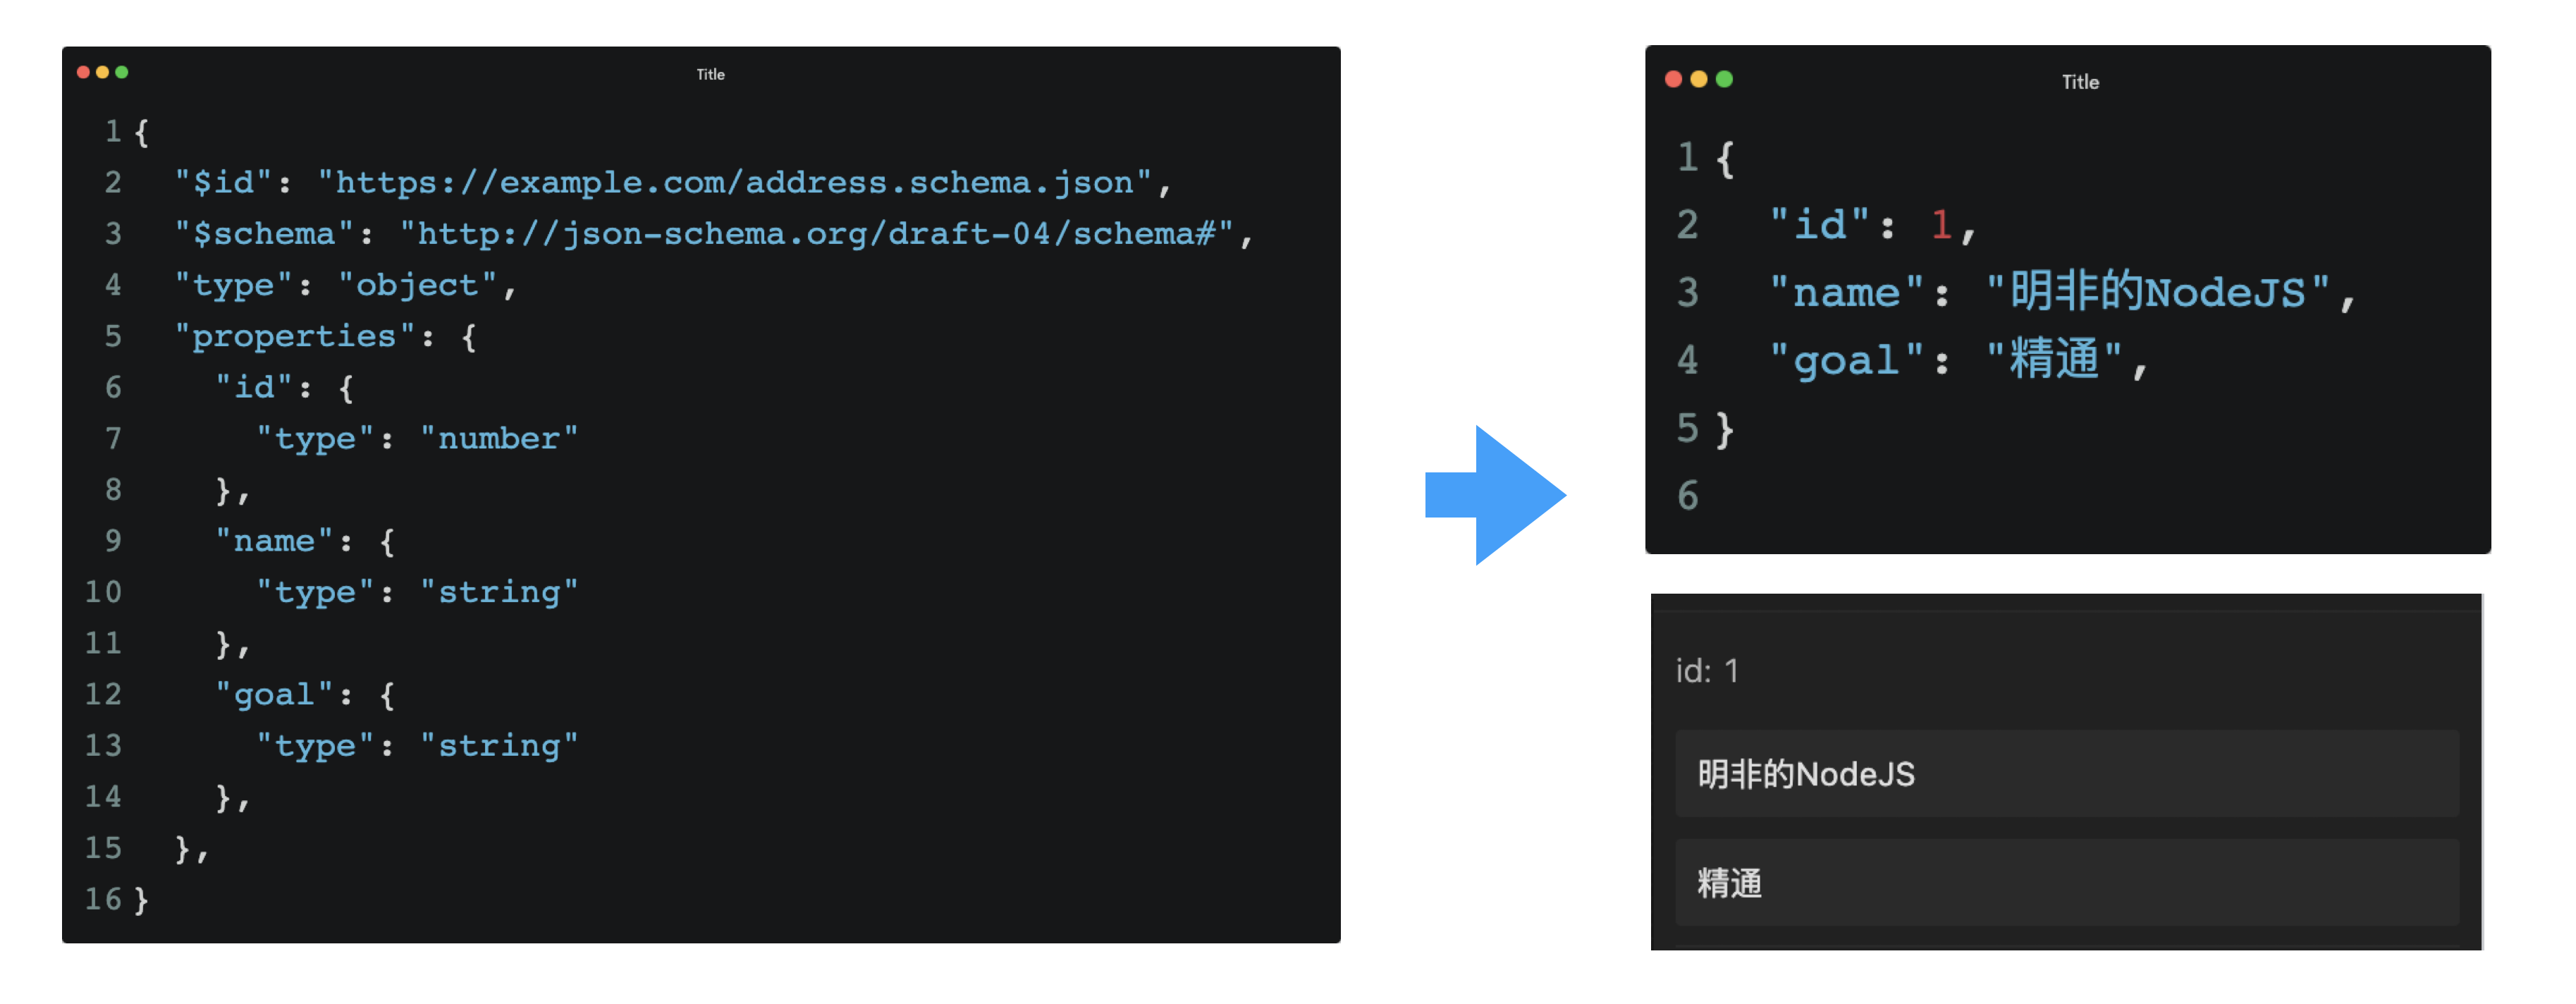 Title
1 {
2   "$id": "https://example.com/address.schema.json",
3   "$schema": "http://json-schema.org/draft-04/schema#",
4   "type": "object",
5   "properties": {
6     "id": {
7       "type": "number"
8     },
9     "name": {
10       "type": "string"
11     },
12     "goal": {
13       "type": "string"
14     },
15   },
16 }
Title
1 {
2   "id": 1,
3   "name": "明非的NodeJS",
4   "goal": "精通",
5 }
6
id: 1
明非的NodeJS
精通